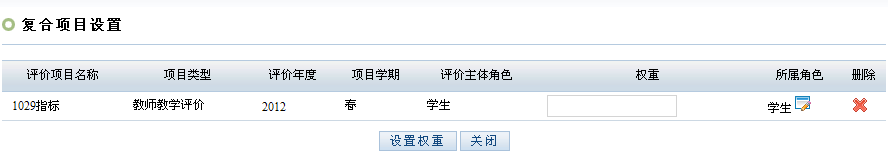 复合项目设置
评价项目名称 项目类型 评价年度 项目学期 评价主体角色 权重 所属角色 删除
1029指标 教师教学评价 2012 春 学生 学生
设置权重 关闭